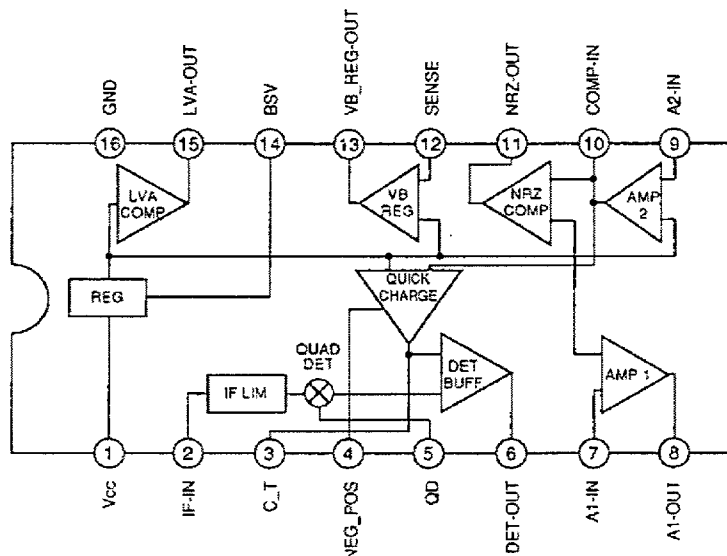 GND
LVA-OUT
BSV
VB_REG-OUT
SENSE
NRZ-OUT
COMP-IN
A2-IN
16
15
14
13
12
11
10
9
LVA
COMP
VB
REG
NRZ
COMP
AMP
2
REG
QUICK
CHARGE
QUAD
DET
IF LIM
DET
BUFF
AMP 1
1
2
3
4
5
6
7
8
Vcc
IF-IN
C_T
NEG_POS
QD
DET-OUT
A1-IN
A1-OUT